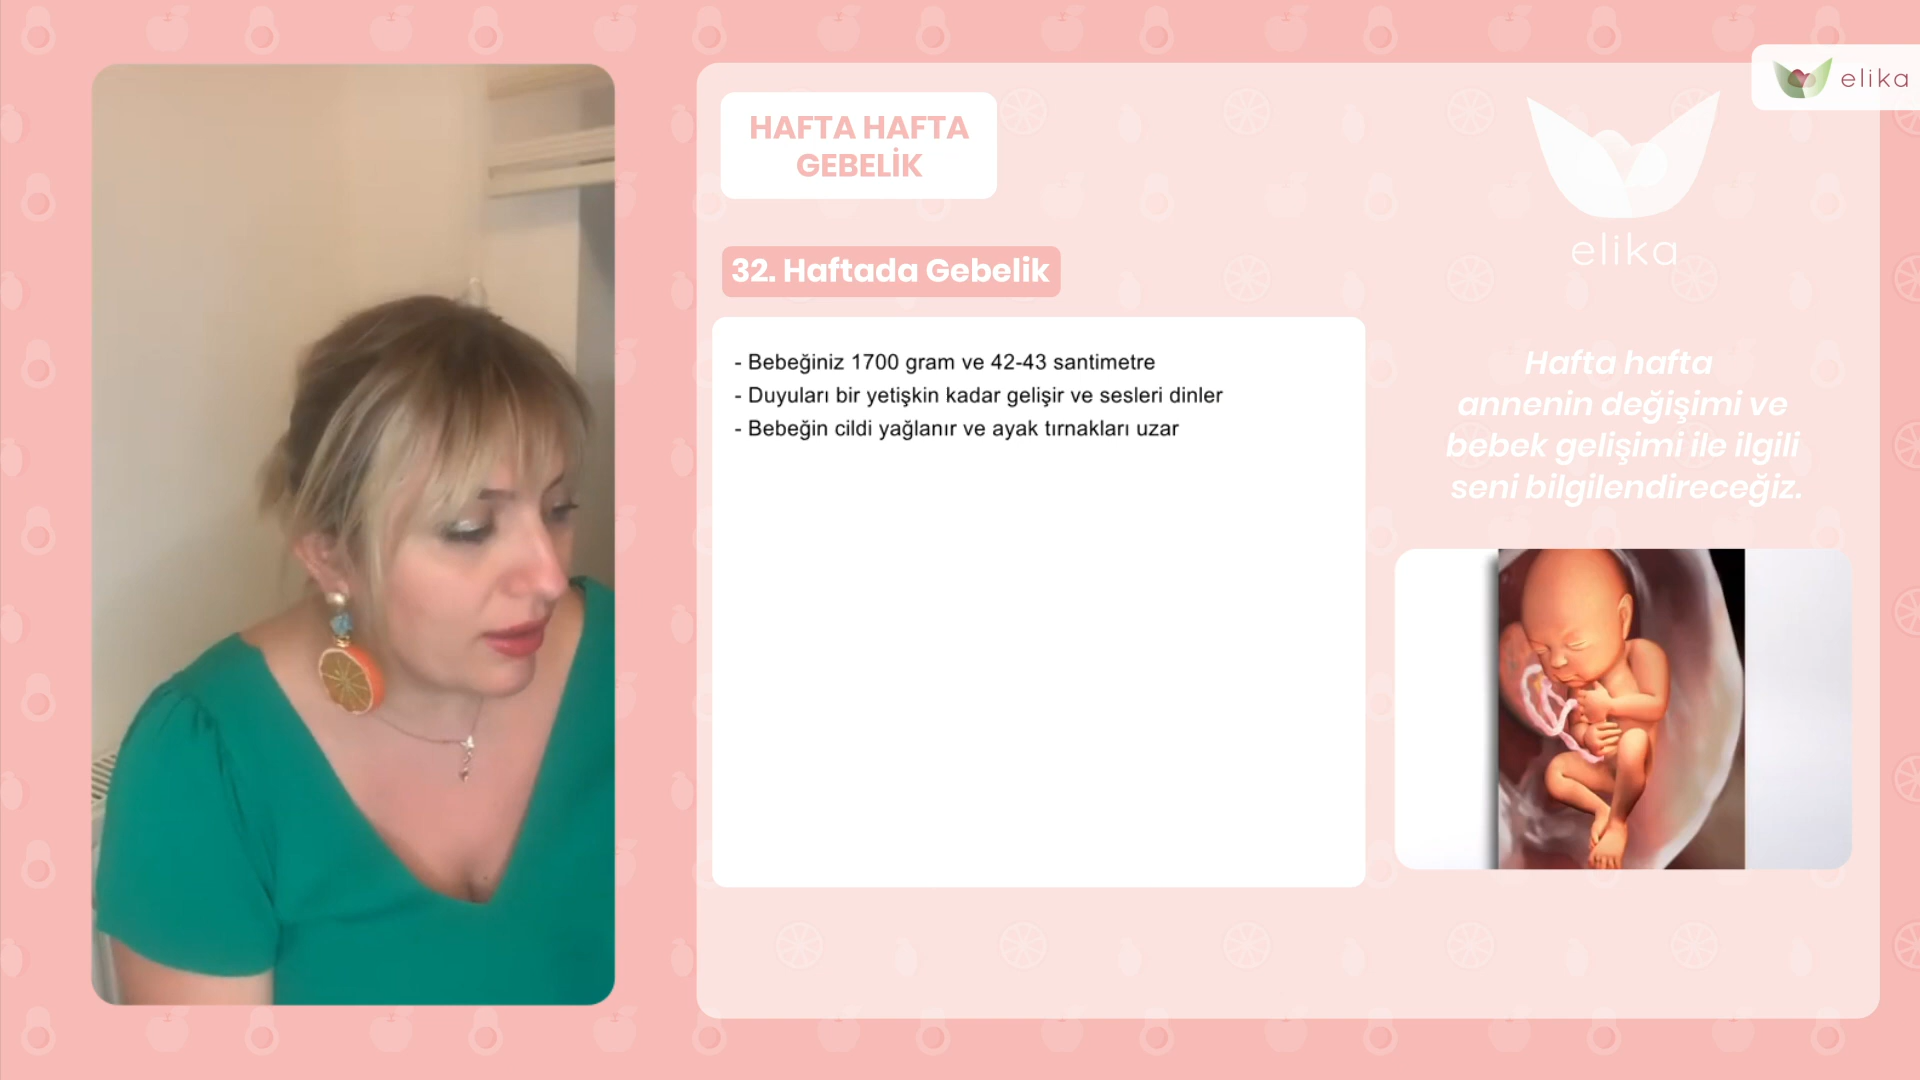 HAFTA HAFTA
GEBELİK
32. Haftada Gebelik
- Bebeğiniz 1700 gram ve 42-43 santimetre
- Duyuları bir yetişkin kadar gelişir ve sesleri dinler
- Bebeğin cildi yağlanır ve ayak tırnakları uzar
elika
elika
Hafta hafta
annenin değişimi ve
bebek gelişimi ile ilgili
seni bilgilendireceğiz.